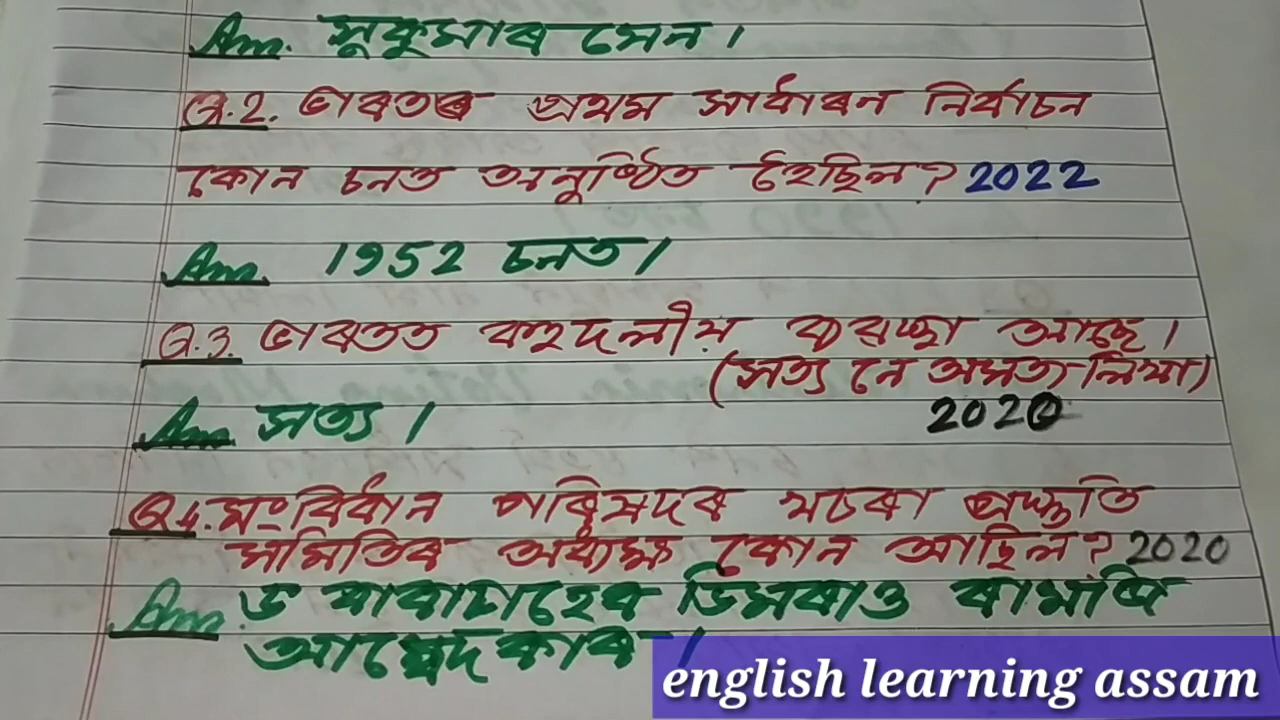 Ans. সুকুমাৰ সেন।
Q.2. ভাৰতৰ প্ৰথম সাধাৰন নিৰ্বাচন
কোন চনত অনুষ্ঠিত হৈছিল? 2022
Ans. 1952 চনত।
Q.3. ভাৰতত বহুদলীয় ব্যৱস্থা আছে।
(সত্য নে অসত্য লিখা)
2020
Ans সত্য।
Q4. সংবিধান পৰিষদৰ খচৰা প্ৰস্তুতি
সমিতিৰ অধ্যক্ষ কোন আছিল? 2020
Ans. ড বাবাচাহেব ভিমৰাও ৰামজি
আম্বেদকাৰ।
english learning assam